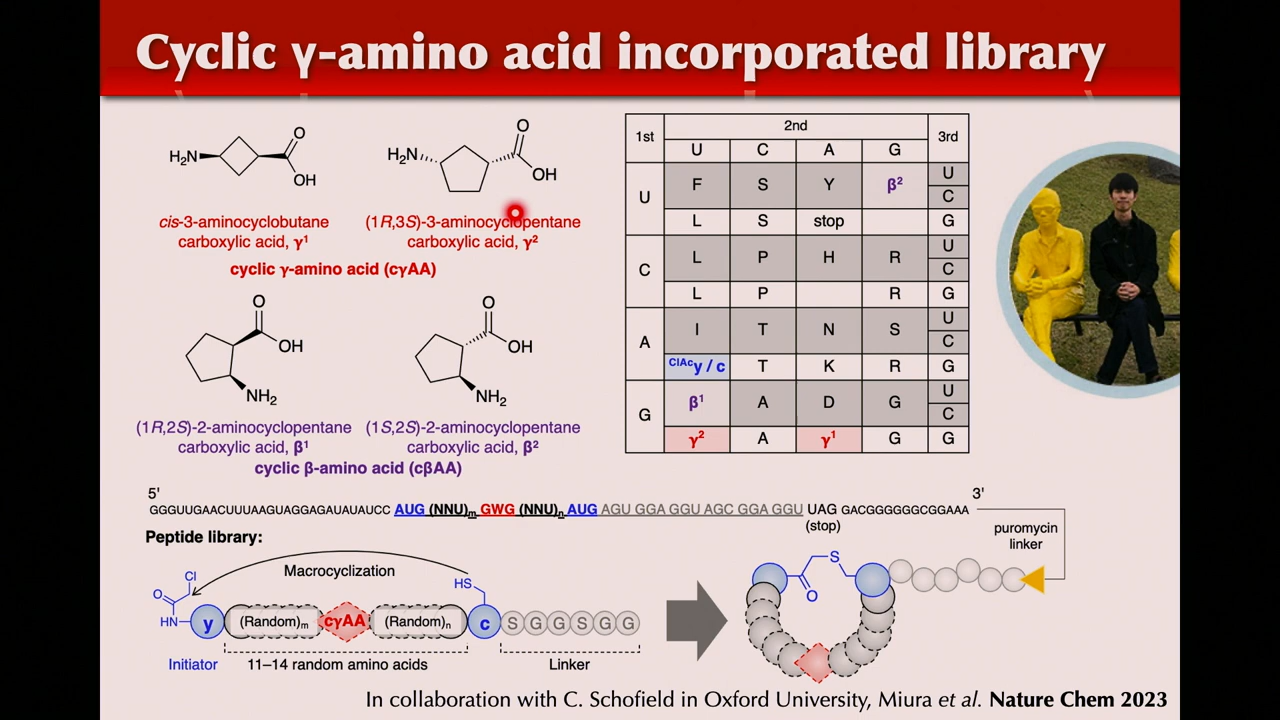 Cyclic γ-amino acid incorporated library
H₂N
O
OH
H₂N
O
OH
cis-3-aminocyclobutane
carboxylic acid, γ¹
(1R,3S)-3-aminocyclopentane
carboxylic acid, γ²
cyclic γ-amino acid (cγAA)
O
OH
NH₂
O
OH
NH₂
(1R,2S)-2-aminocyclopentane
carboxylic acid, β¹
(1S,2S)-2-aminocyclopentane
carboxylic acid, β²
cyclic β-amino acid (cβAA)
1st 2nd 3rd
U C A G
U F S Y β² U
C
L S stop G
C L P H R U
C
L P R G
A I T N S U
C
ClAcy / c T K R G
G β¹ A D G U
C
γ² A γ¹ G G
5' 3'
GGGUUGAACUUUAAGUAGGAGAUAUAUCC AUG (NNU)m GWG (NNU)n AUG AGU GGA GGU AGC GGA GGU UAG GACGGGGGGCGGAAA
(stop)
puromycin
linker
Peptide library:
Macrocyclization
Cl
O
HN
HS
y (Random)m cγAA (Random)n c S G G S G G
Initiator 11–14 random amino acids Linker
S
O
In collaboration with C. Schofield in Oxford University, Miura et al. Nature Chem 2023